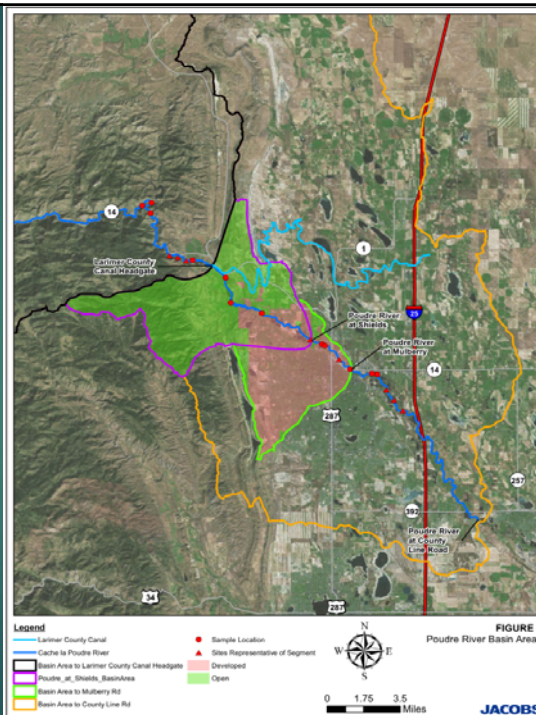 14
Larimer County
Canal Headgate
1
Poudre River
at Shields
25
Poudre River
at Mulberry
14
287
257
392
Poudre River
at County
Line Road
34
287
Legend
Larimer County Canal
Cache la Poudre River
Basin Area to Larimer County Canal Headgate
Poudre_at_Shields_BasinArea
Basin Area to Mulberry Rd
Basin Area to County Line Rd
Sample Location
Sites Representative of Segment
Developed
Open
N
W
E
S
0 1.75 3.5
Miles
FIGURE
Poudre River Basin Area
JACOBS